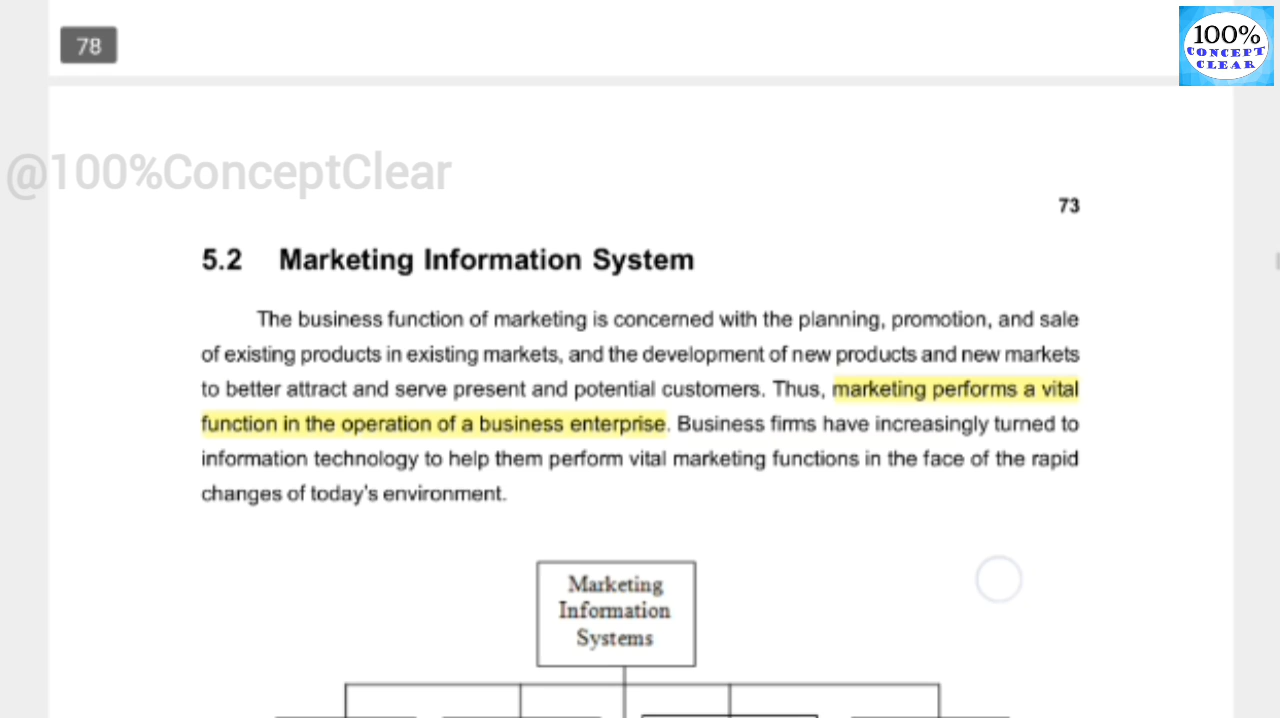 78
100%
CONCEPT
CLEAR
@100%ConceptClear
73
5.2 Marketing Information System
The business function of marketing is concerned with the planning, promotion, and sale
of existing products in existing markets, and the development of new products and new markets
to better attract and serve present and potential customers. Thus, marketing performs a vital
function in the operation of a business enterprise. Business firms have increasingly turned to
information technology to help them perform vital marketing functions in the face of the rapid
changes of today's environment.
Marketing
Information
Systems